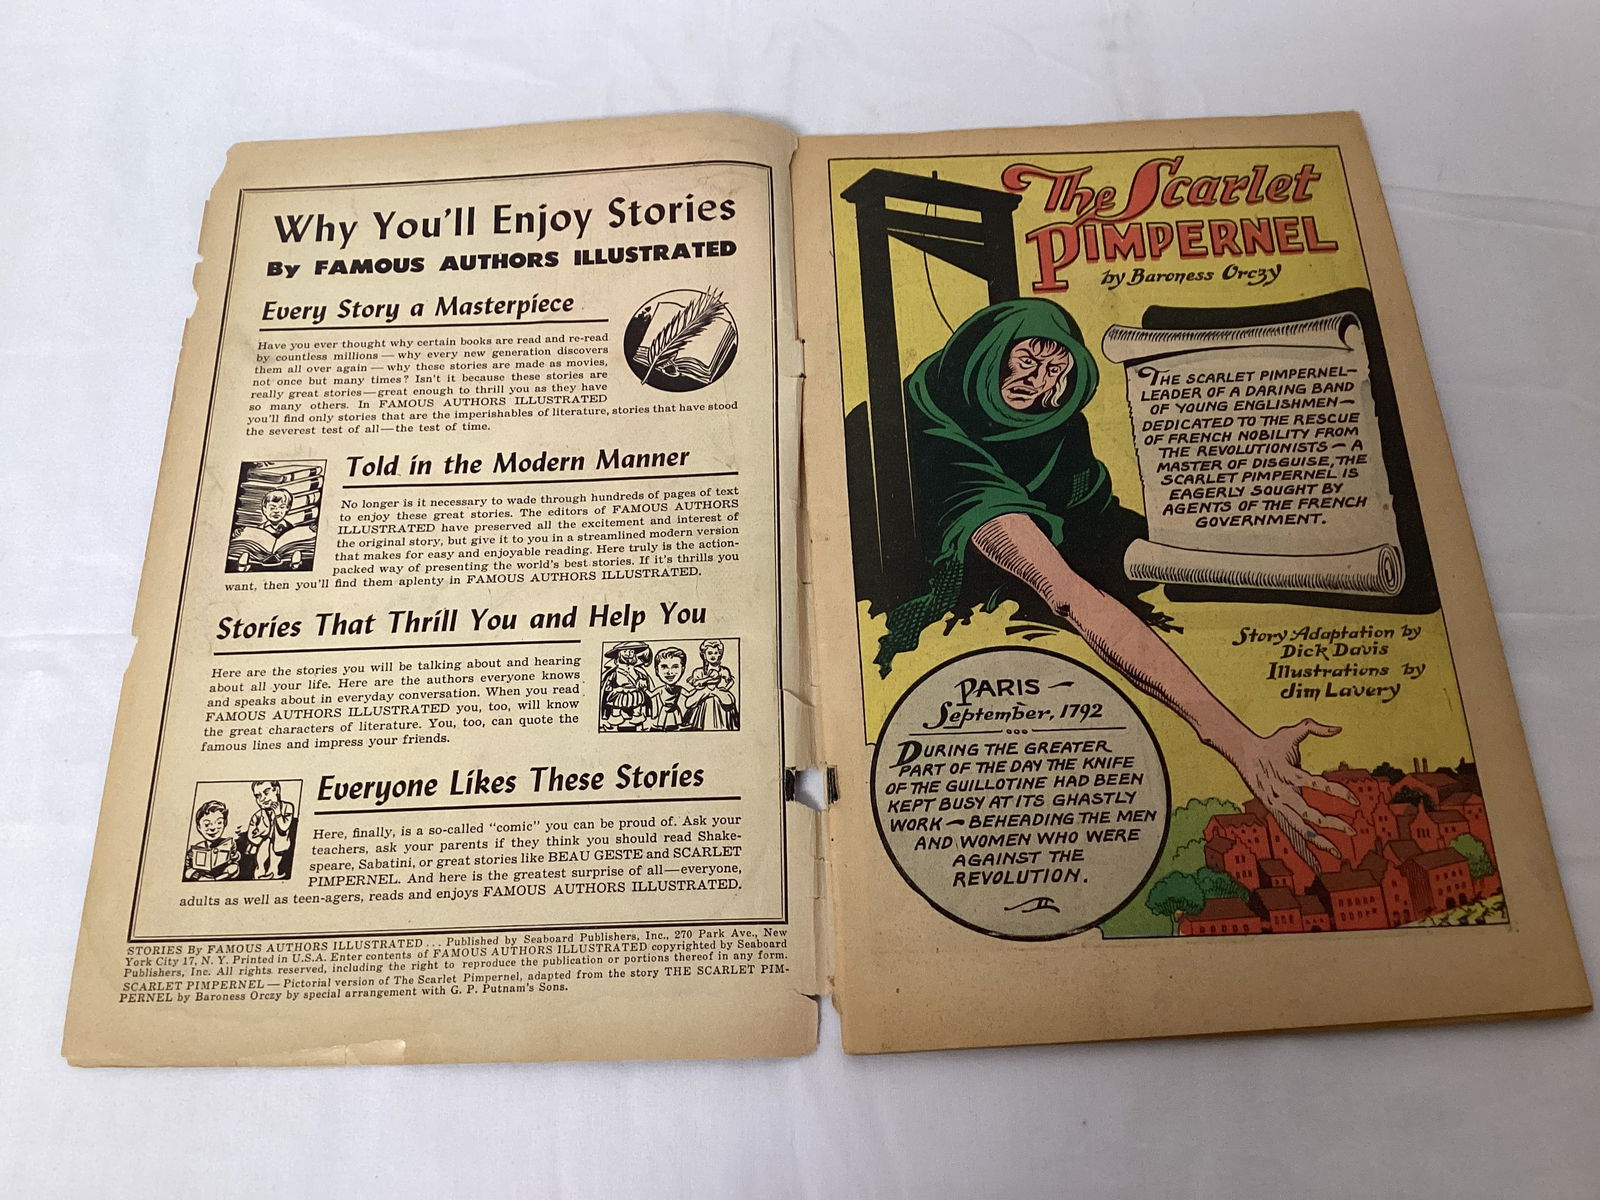 Why You'll Enjoy Stories
By FAMOUS AUTHORS ILLUSTRATED
Every Story a Masterpiece
Have you ever thought why certain books are read and re-read
by countless millions — why every new generation discovers
them all over again — why these stories are made as movies,
not once but many times? Isn't it because these stories are
really great stories—great enough to thrill you as they have
so many others. In FAMOUS AUTHORS ILLUSTRATED
you'll find only stories that are the imperishables of literature, stories that have stood
the severest test of all—the test of time.
Told in the Modern Manner
No longer is it necessary to wade through hundreds of pages of text
to enjoy these great stories. The editors of FAMOUS AUTHORS
ILLUSTRATED have preserved all the excitement and interest of
the original story, but give it to you in a streamlined modern version
that makes for easy and enjoyable reading. Here truly is the action-
packed way of presenting the world's best stories. If it's thrills you
want, then you'll find them aplenty in FAMOUS AUTHORS ILLUSTRATED.
Stories That Thrill You and Help You
Here are the stories you will be talking about and hearing
about all your life. Here are the authors everyone knows
and speaks about in everyday conversation. When you read
FAMOUS AUTHORS ILLUSTRATED you, too, will know
the great characters of literature. You, too, can quote the
famous lines and impress your friends.
Everyone Likes These Stories
Here, finally, is a so-called "comic" you can be proud of. Ask your
teachers, ask your parents if they think you should read Shake-
speare, Sabatini, or great stories like BEAU GESTE and SCARLET
PIMPERNEL. And here is the greatest surprise of all—everyone,
adults as well as teen-agers, reads and enjoys FAMOUS AUTHORS ILLUSTRATED.
STORIES By FAMOUS AUTHORS ILLUSTRATED ... Published by Seaboard Publishers, Inc., 270 Park Ave., New
York City 17, N. Y. Printed in U.S.A. Enter contents of FAMOUS AUTHORS ILLUSTRATED copyrighted by Seaboard
Publishers, Inc. All rights reserved, including the right to reproduce the publication or portions thereof in any form.
SCARLET PIMPERNEL — Pictorial version of The Scarlet Pimpernel, adapted from the story THE SCARLET PIM-
PERNEL by Baroness Orczy by special arrangement with G. P. Putnam's Sons.
The Scarlet
PIMPERNEL
by Baroness Orczy
THE SCARLET PIMPERNEL—
LEADER OF A DARING BAND
OF YOUNG ENGLISHMEN—
DEDICATED TO THE RESCUE
OF FRENCH NOBILITY FROM
THE REVOLUTIONISTS — A
MASTER OF DISGUISE, THE
SCARLET PIMPERNEL IS
EAGERLY SOUGHT BY
AGENTS OF THE FRENCH
GOVERNMENT.
Story Adaptation by
Dick Davis
Illustrations by
Jim Lavery
PARIS —
September, 1792
DURING THE GREATER
PART OF THE DAY THE KNIFE
OF THE GUILLOTINE HAD BEEN
KEPT BUSY AT ITS GHASTLY
WORK — BEHEADING THE MEN
AND WOMEN WHO WERE
AGAINST THE
REVOLUTION.